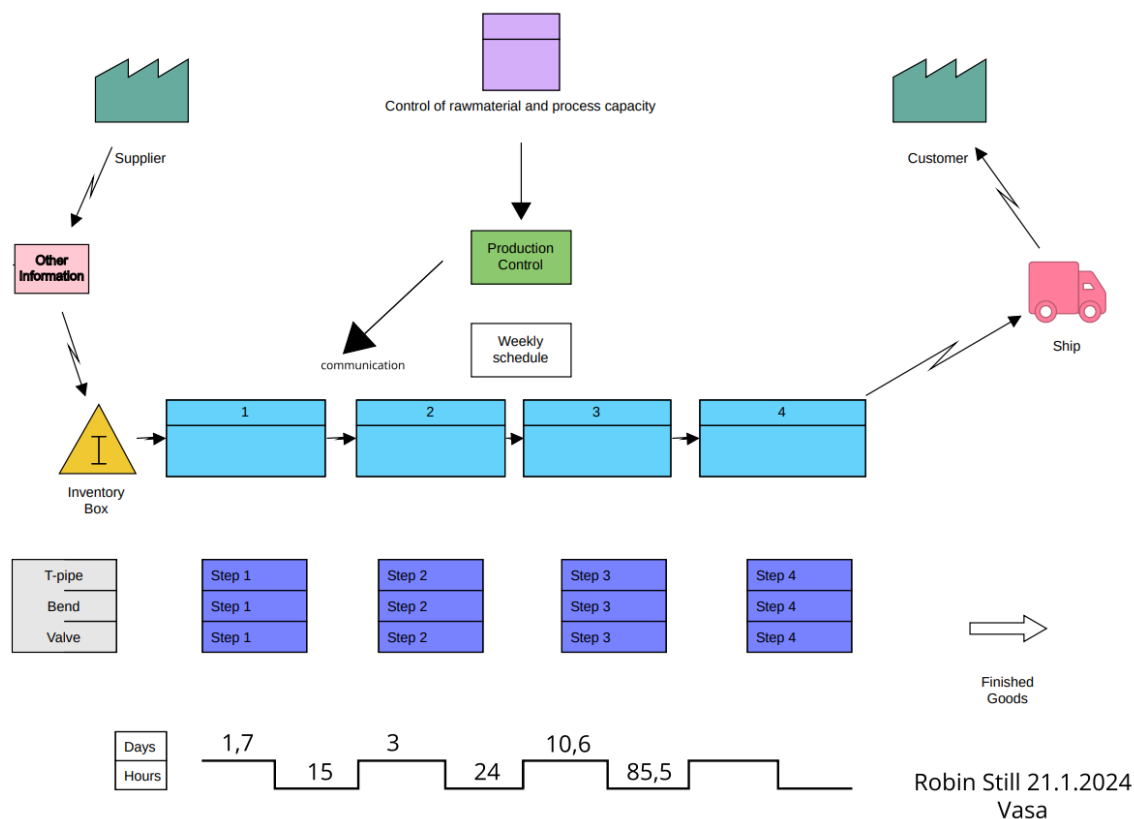 Control of rawmaterial and process capacity
Supplier
Customer
Production
Control
Other
Information
Weekly
schedule
Ship
communication
1
2
3
4
I
Inventory
Box
T-pipe
Step 1
Step 2
Step 3
Step 4
Bend
Step 1
Step 2
Step 3
Step 4
Valve
Step 1
Step 2
Step 3
Step 4
Finished
Goods
Days
1,7
3
10,6
Hours
15
24
85,5
Robin Still 21.1.2024
Vasa